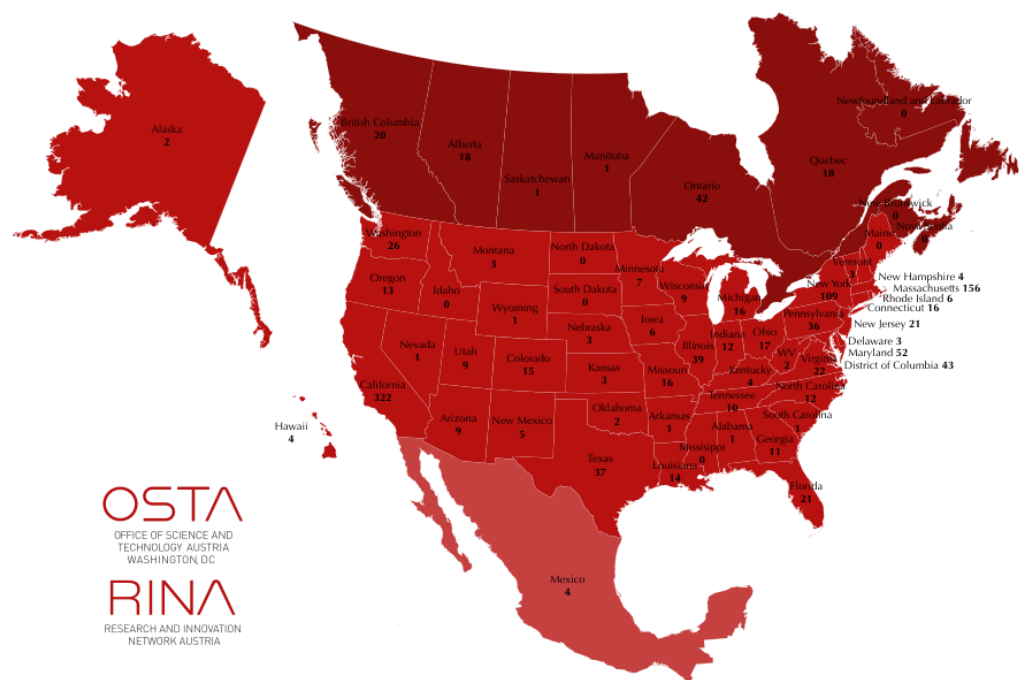 Alaska
2
British Columbia
20
Alberta
18
Saskatchewan
1
Manitoba
1
Ontario
42
Newfoundland and Labrador
0
Quebec
18
New Brunswick
0
Nova Scotia
0
Maine
0
Washington
26
Montana
3
North Dakota
0
Minnesota
7
Oregon
13
Idaho
0
South Dakota
0
Wisconsin
9
Michigan
16
Vermont
3
New York
109
New Hampshire 4
Massachusetts 156
Rhode Island 6
Connecticut 16
New Jersey 21
Delaware 3
Maryland 52
District of Columbia 43
Wyoming
1
Nebraska
3
Iowa
6
Pennsylvania
36
Nevada
1
Utah
9
Colorado
15
Kansas
3
Missouri
16
Illinois
39
Indiana
12
Ohio
17
WV
2
Virginia
22
Kentucky
4
California
322
Arizona
9
New Mexico
5
Oklahoma
2
Arkansas
1
Tennessee
10
North Carolina
12
South Carolina
1
Missisippi
0
Alabama
1
Georgia
11
Hawaii
4
Texas
37
Louisiana
14
Florida
21
Mexico
4
OSTA
OFFICE OF SCIENCE AND
TECHNOLOGY AUSTRIA
WASHINGTON, DC
RINA
RESEARCH AND INNOVATION
NETWORK AUSTRIA